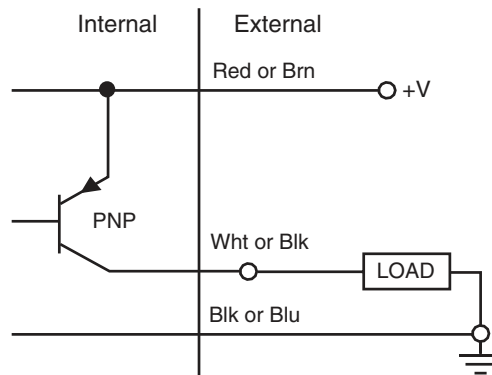 Internal
External
Red or Brn
+V
PNP
Wht or Blk
LOAD
Blk or Blu